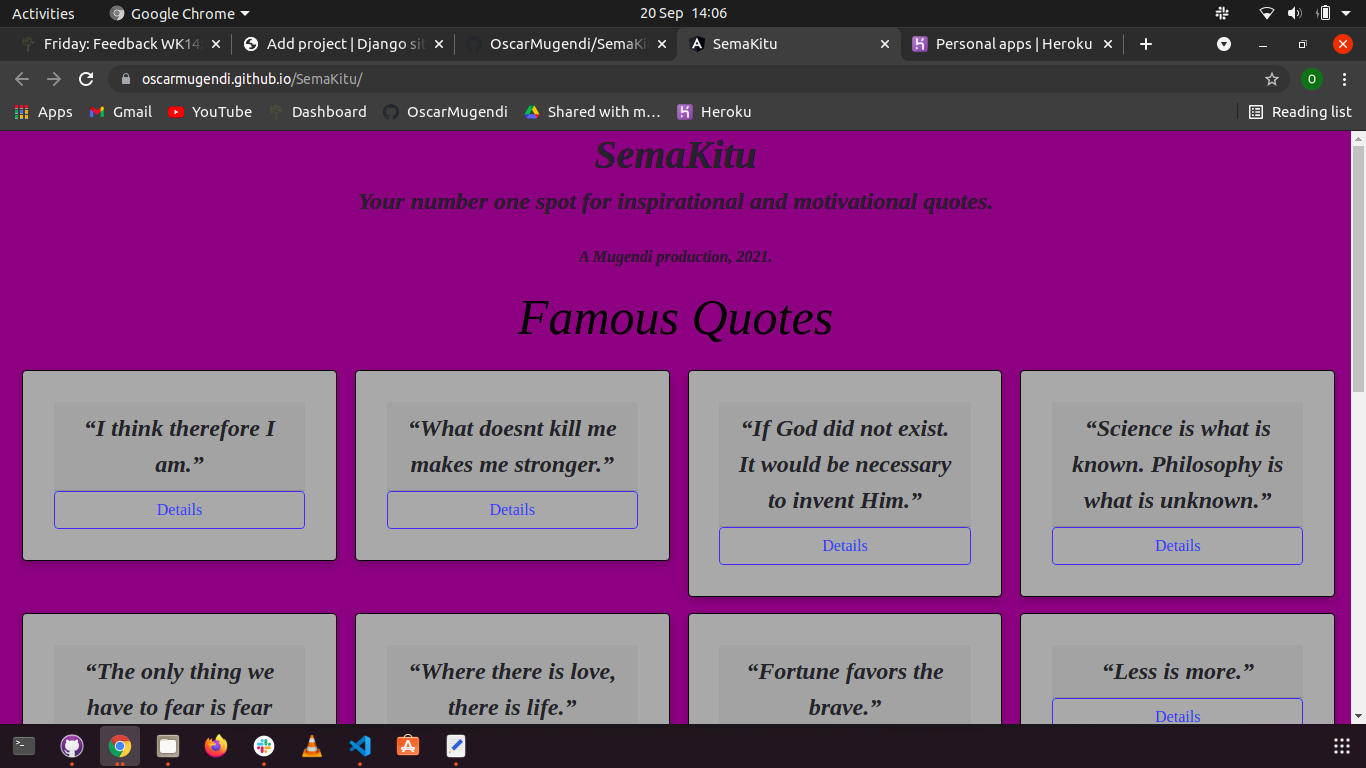 Activities
Google Chrome
20 Sep 14:06
Friday: Feedback WK14
Add project | Django sit
OscarMugendi/SemaKit
SemaKitu
Personal apps | Heroku
oscarmugendi.github.io/SemaKitu/
O
Apps
Gmail
YouTube
Dashboard
OscarMugendi
Shared with m…
Heroku
Reading list
SemaKitu
Your number one spot for inspirational and motivational quotes.
A Mugendi production, 2021.
Famous Quotes
“I think therefore I
am.”
Details
“What doesnt kill me
makes me stronger.”
Details
“If God did not exist.
It would be necessary
to invent Him.”
Details
“Science is what is
known. Philosophy is
what is unknown.”
Details
“The only thing we
have to fear is fear
“Where there is love,
there is life.”
“Fortune favors the
brave.”
“Less is more.”
Details